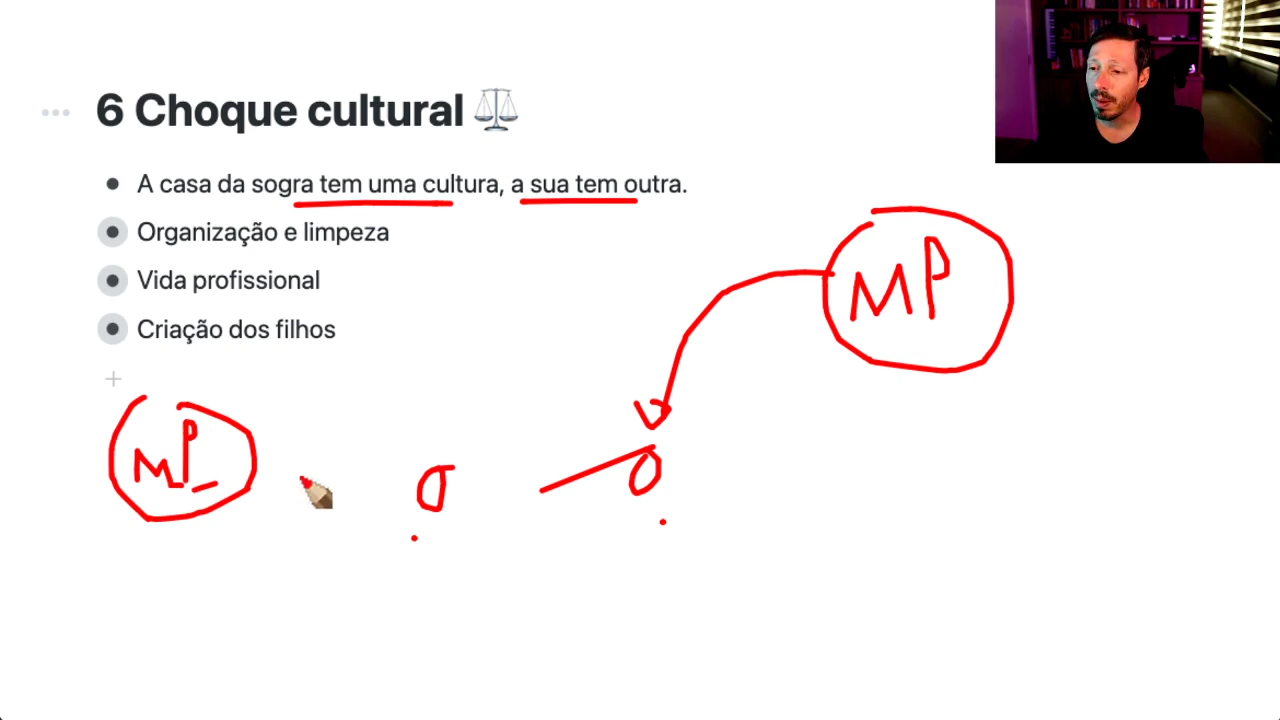 6 Choque cultural
A casa da sogra tem uma cultura, a sua tem outra.
Organização e limpeza
Vida profissional
Criação dos filhos
MP
MP